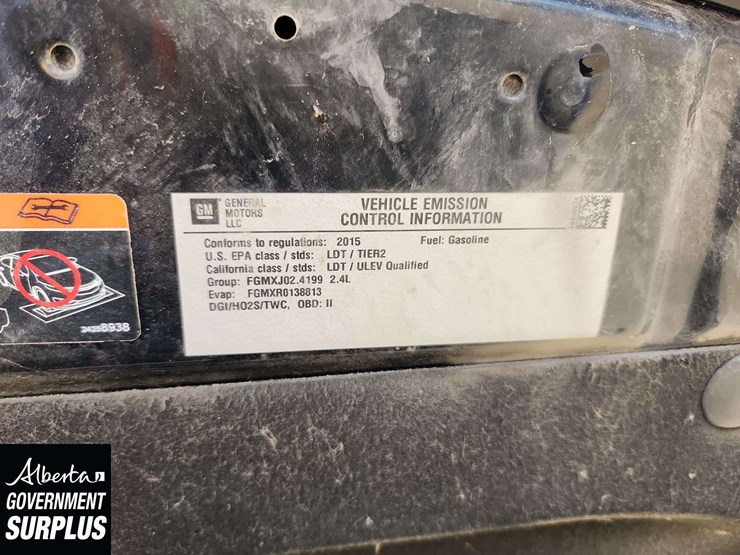 GM
GENERAL
MOTORS
LLC
VEHICLE EMISSION
CONTROL INFORMATION
Conforms to regulations: 2015 Fuel: Gasoline
U.S. EPA class / stds: LDT / TIER2
California class / stds: LDT / ULEV Qualified
Group: FGMXJ02.4199 2.4L
Evap: FGMXR0138813
DGI/HO2S/TWC, OBD: II
Alberta
GOVERNMENT
SURPLUS